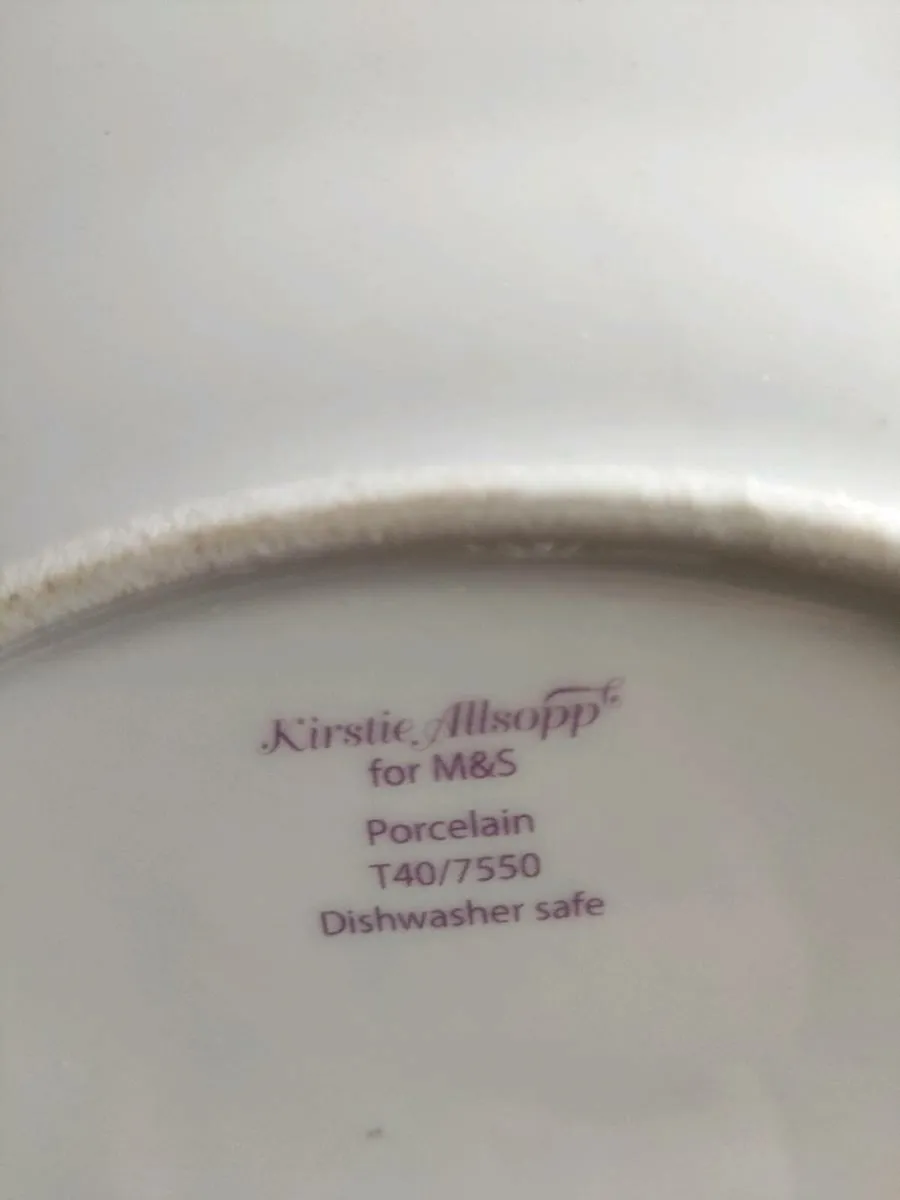 Kirstie Allsopp
for M&S
Porcelain
T40/7550
Dishwasher safe